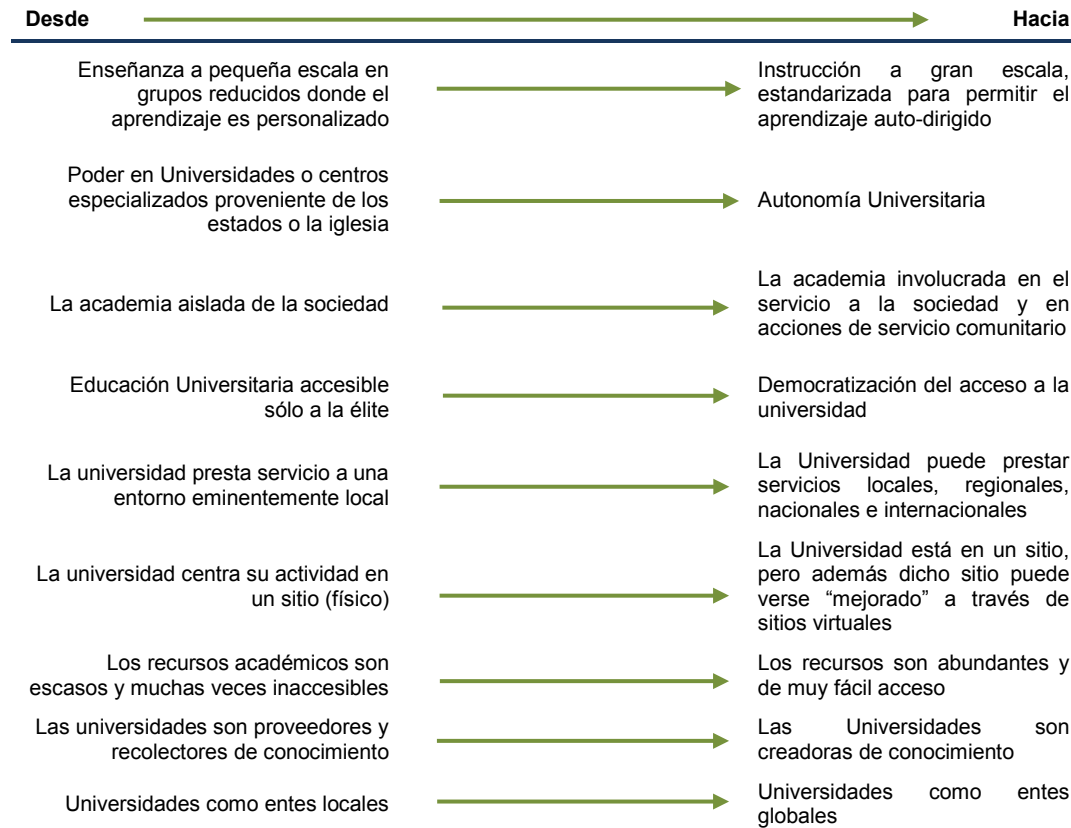 Desde Hacia
Enseñanza a pequeña escala en
grupos reducidos donde el
aprendizaje es personalizado
Instrucción a gran escala,
estandarizada para permitir el
aprendizaje auto-dirigido
Poder en Universidades o centros
especializados proveniente de los
estados o la iglesia
Autonomía Universitaria
La academia aislada de la sociedad
La academia involucrada en el
servicio a la sociedad y en
acciones de servicio comunitario
Educación Universitaria accesible
sólo a la élite
Democratización del acceso a la
universidad
La universidad presta servicio a una
entorno eminentemente local
La Universidad puede prestar
servicios locales, regionales,
nacionales e internacionales
La universidad centra su actividad en
un sitio (físico)
La Universidad está en un sitio,
pero además dicho sitio puede
verse “mejorado” a través de
sitios virtuales
Los recursos académicos son
escasos y muchas veces inaccesibles
Los recursos son abundantes y
de muy fácil acceso
Las universidades son proveedores y
recolectores de conocimiento
Las Universidades son
creadoras de conocimiento
Universidades como entes locales
Universidades como entes
globales